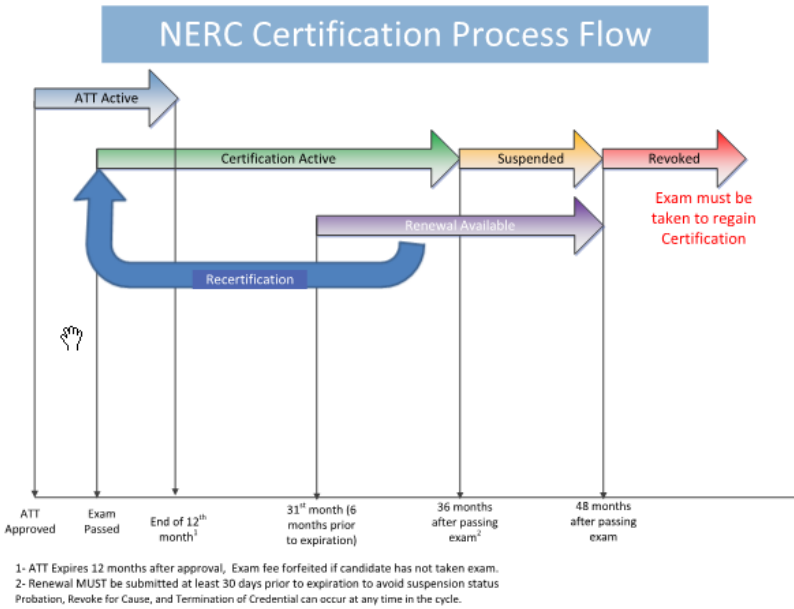 NERC Certification Process Flow
ATT Active
Certification Active
Suspended
Revoked
Exam must be
taken to regain
Certification
Renewal Available
Recertification
ATT
Approved
Exam
Passed
End of 12th
month1
31st month (6
months prior
to expiration)
36 months
after passing
exam2
48 months
after passing
exam
1- ATT Expires 12 months after approval, Exam fee forfeited if candidate has not taken exam.
2- Renewal MUST be submitted at least 30 days prior to expiration to avoid suspension status
Probation, Revoke for Cause, and Termination of Credential can occur at any time in the cycle.